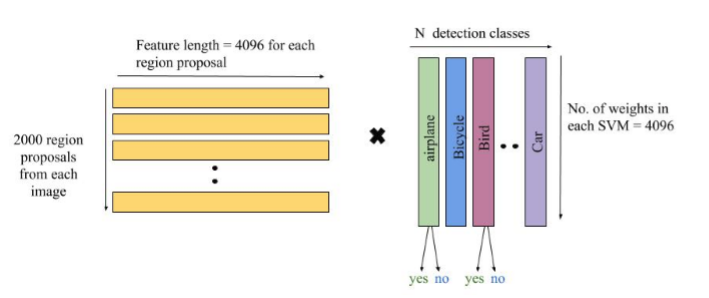 Feature length = 4096 for each
region proposal
2000 region
proposals
from each
image
N detection classes
airplane
Bicycle
Bird
Car
No. of weights in
each SVM = 4096
yes no yes no